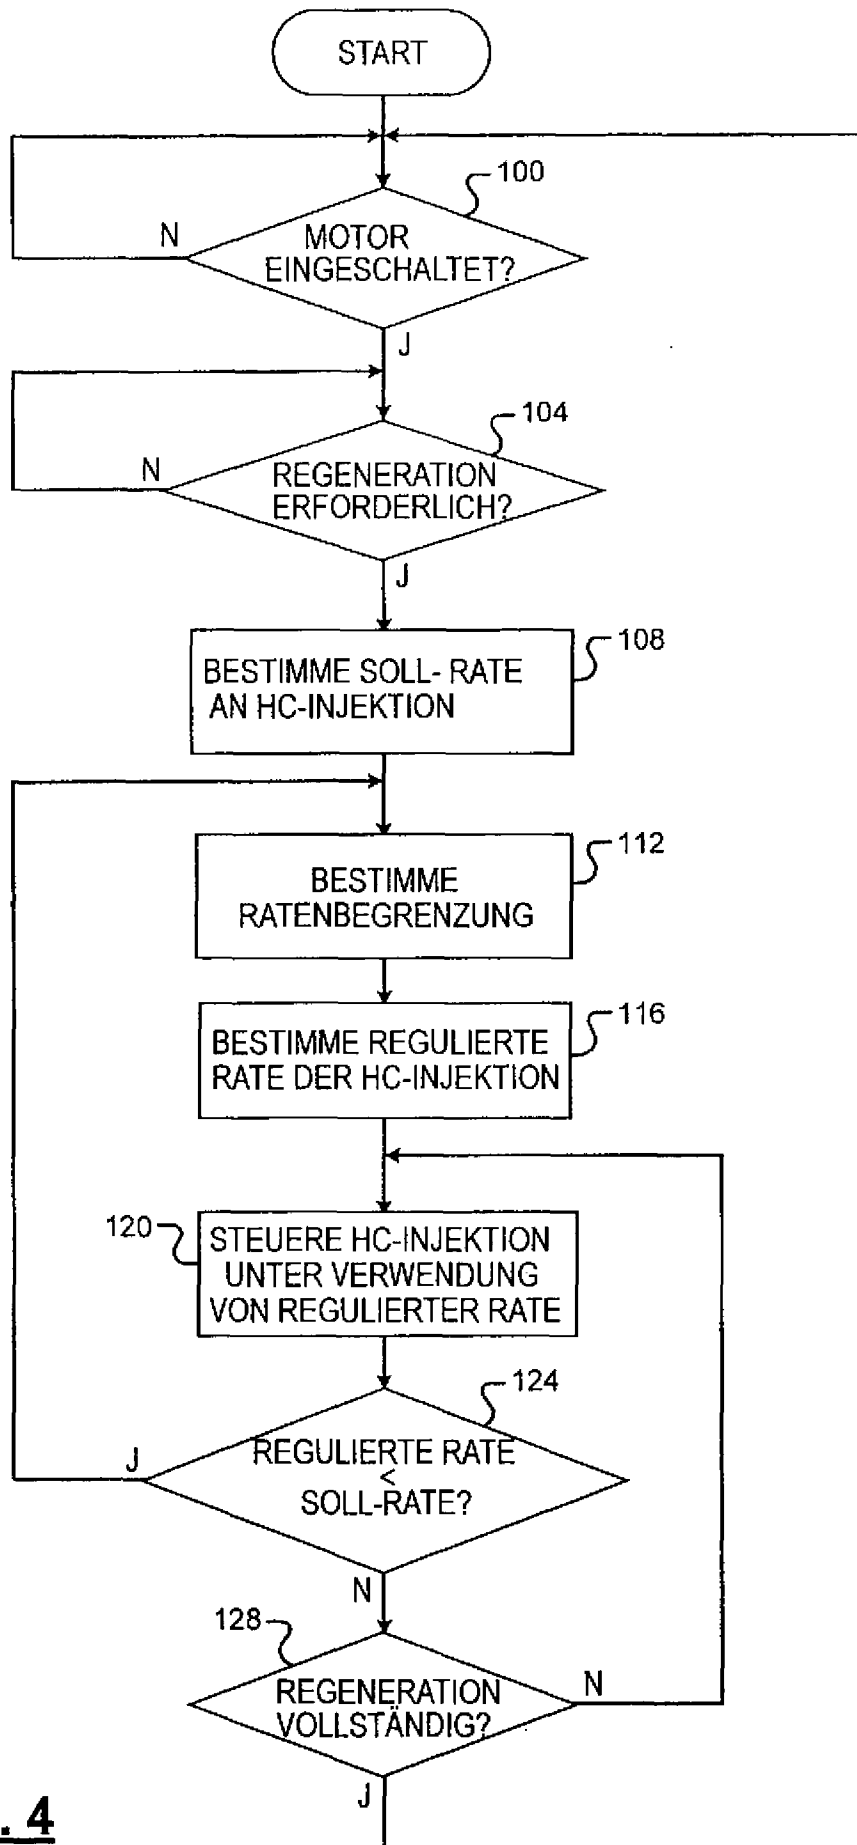 START
100
N
MOTOR
EINGESCHALTET?
J
104
N
REGENERATION
ERFORDERLICH?
J
108
BESTIMME SOLL- RATE
AN HC-INJEKTION
112
BESTIMME
RATENBEGRENZUNG
116
BESTIMME REGULIERTE
RATE DER HC-INJEKTION
120
STEUERE HC-INJEKTION
UNTER VERWENDUNG
VON REGULIERTER RATE
124
J
REGULIERTE RATE
<
SOLL-RATE?
N
128
REGENERATION
VOLLSTÄNDIG?
N
J
. 4